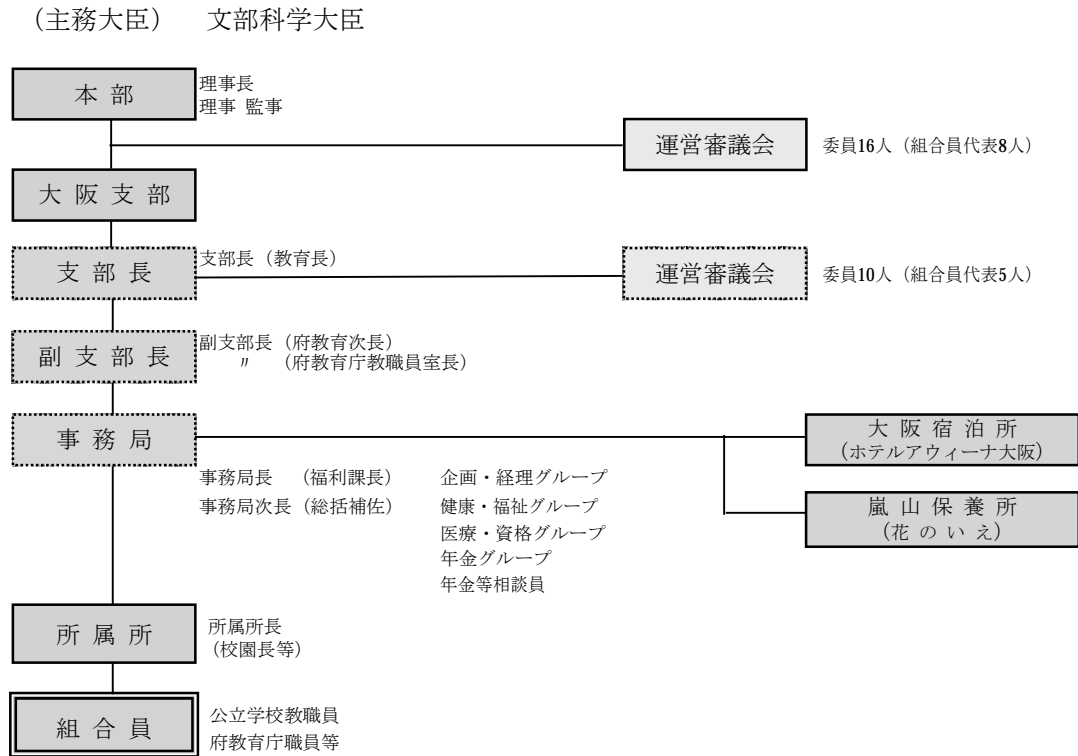 （主務大臣）　文部科学大臣
本 部
理事長
理事 監事
運営審議会
委員16人（組合員代表8人）
大 阪 支 部
支 部 長
支部長（教育長）
運営審議会
委員10人（組合員代表5人）
副 支 部 長
副支部長（府教育次長）
〃　（府教育庁教職員室長）
事 務 局
大 阪 宿 泊 所
（ホテルアウィーナ大阪）
事務局長　（福利課長）
事務局次長（総括補佐）
企画・経理グループ
健康・福祉グループ
医療・資格グループ
年金グループ
年金等相談員
嵐 山 保 養 所
（花 の い え）
所 属 所
所属所長
（校園長等）
組 合 員
公立学校教職員
府教育庁職員等